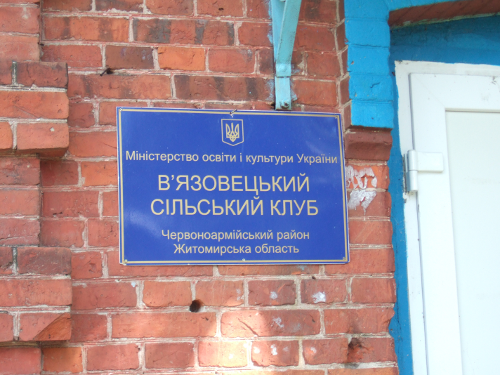 Міністерство освіти і культури України
В'ЯЗОВЕЦЬКИЙ
СІЛЬСЬКИЙ КЛУБ
Червоноармійський район
Житомирська область